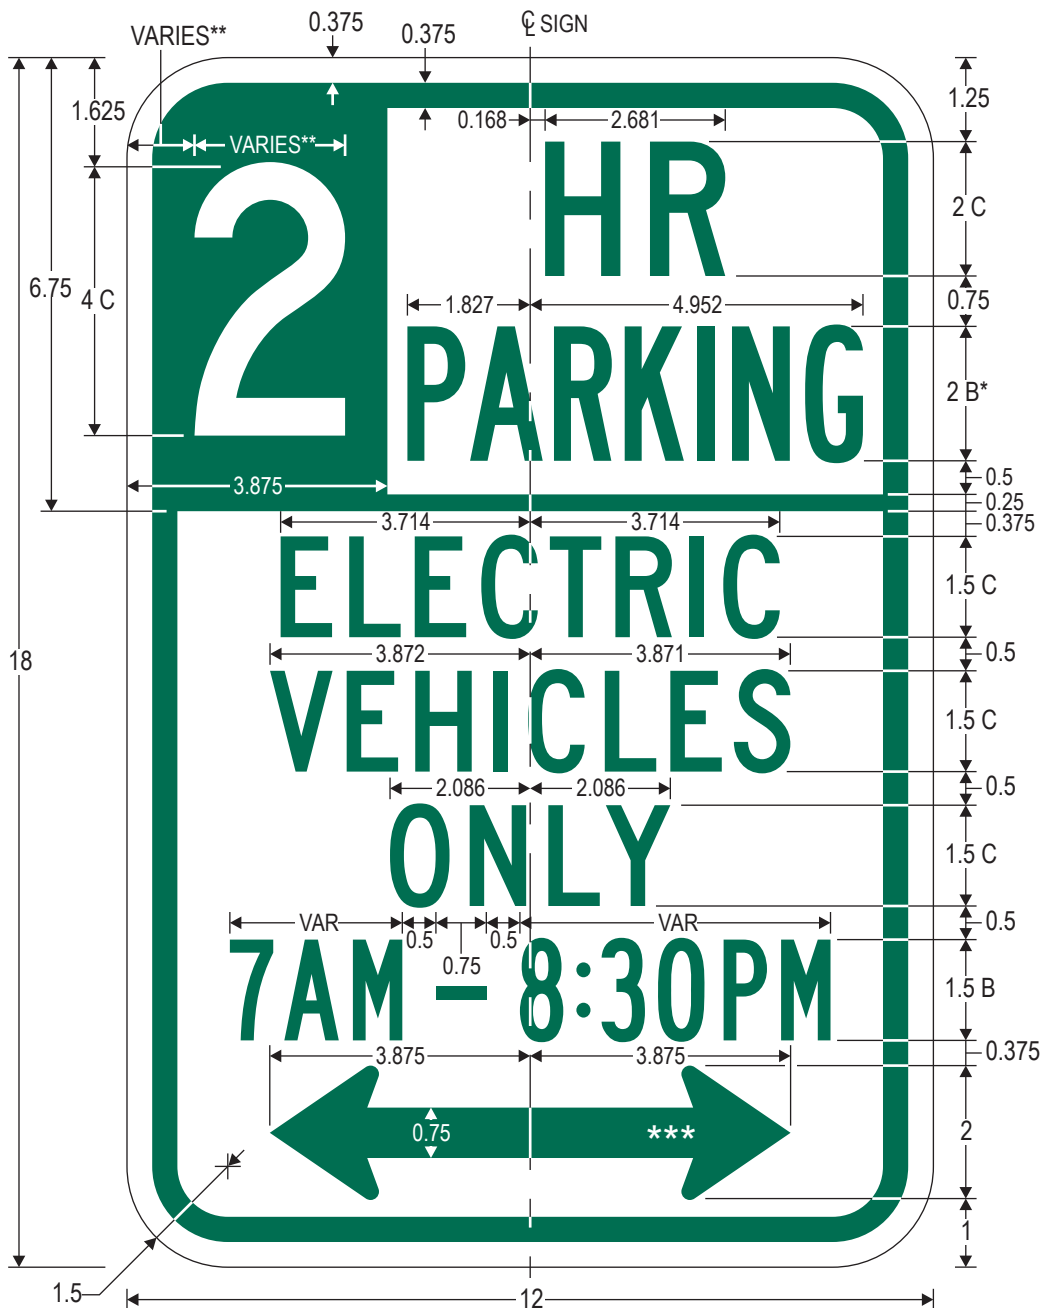 VARIES**
0.375
0.375
℄ SIGN
1.625
VARIES**
0.168
2.681
1.25
2
HR
2 C
6.75
4 C
1.827
4.952
0.75
PARKING
2 B*
3.875
0.5
0.25
3.714
3.714
0.375
ELECTRIC
1.5 C
18
3.872
3.871
0.5
VEHICLES
1.5 C
2.086
2.086
0.5
ONLY
1.5 C
VAR
0.5
0.75
0.5
VAR
0.5
7AM – 8:30PM
1.5 B
3.875
3.875
0.375
0.75
***
2
1
1.5
12